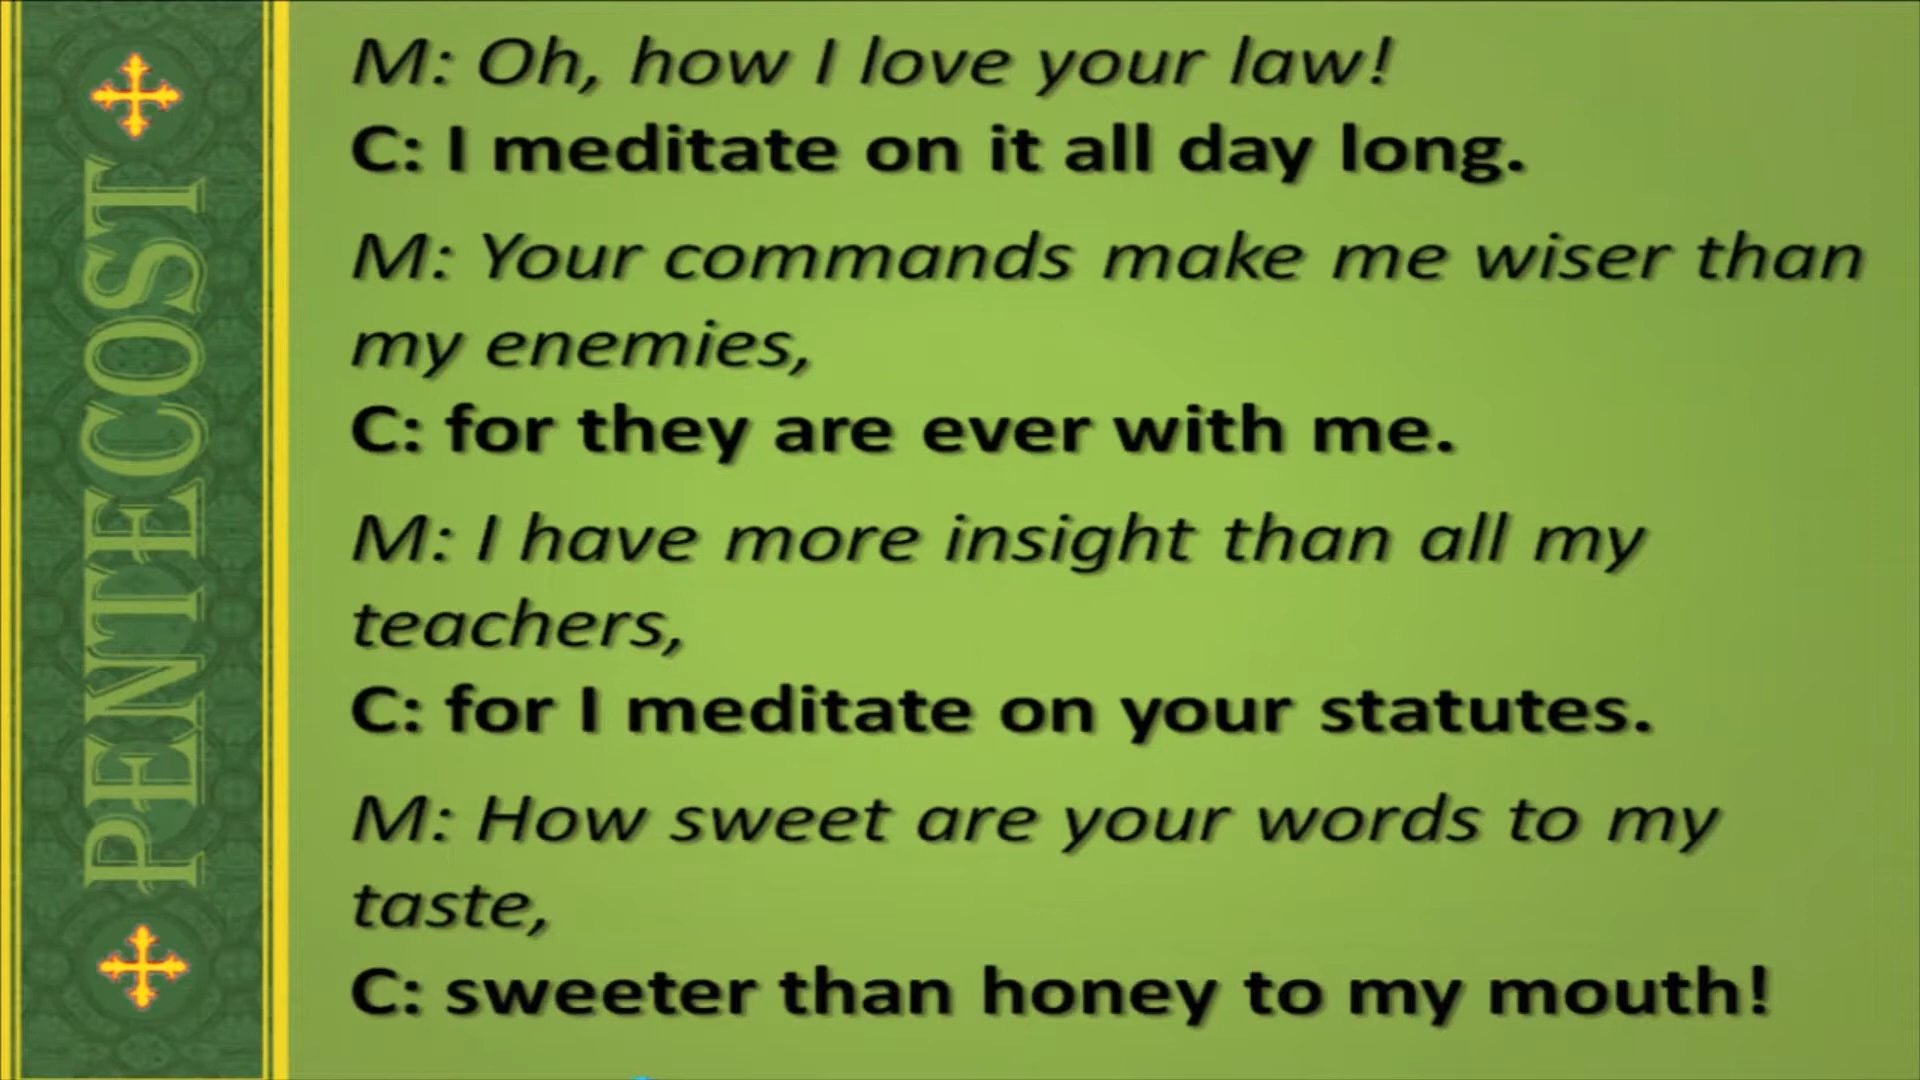 PENTECOST
M: Oh, how I love your law!
C: I meditate on it all day long.
M: Your commands make me wiser than
my enemies,
C: for they are ever with me.
M: I have more insight than all my
teachers,
C: for I meditate on your statutes.
M: How sweet are your words to my
taste,
C: sweeter than honey to my mouth!